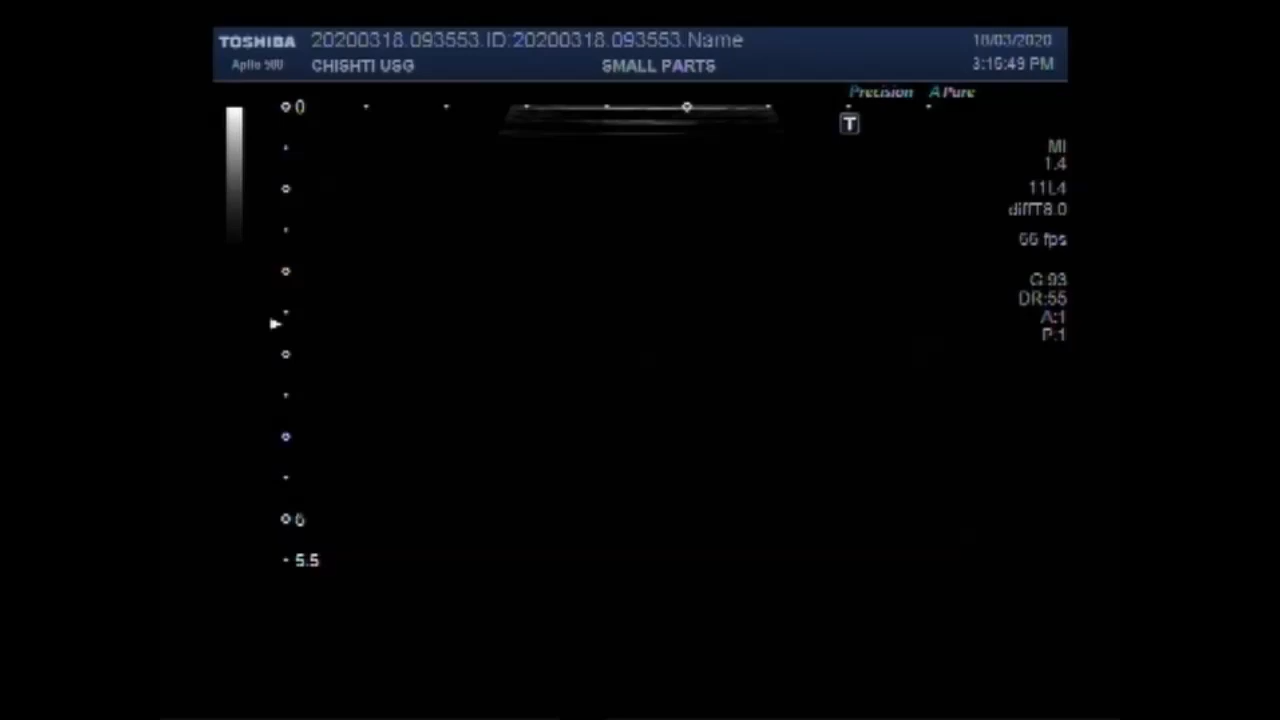 TOSHIBA 20200318.093553.ID:20200318.093553.Name 18/03/2020
Aplio 500 CHISHTI USG SMALL PARTS 3:15:49 PM
Precision A Pure
0
T
MI
1.4
11L4
diffT8.0
66 fps
G:93
DR:55
A:1
P:1
5.5